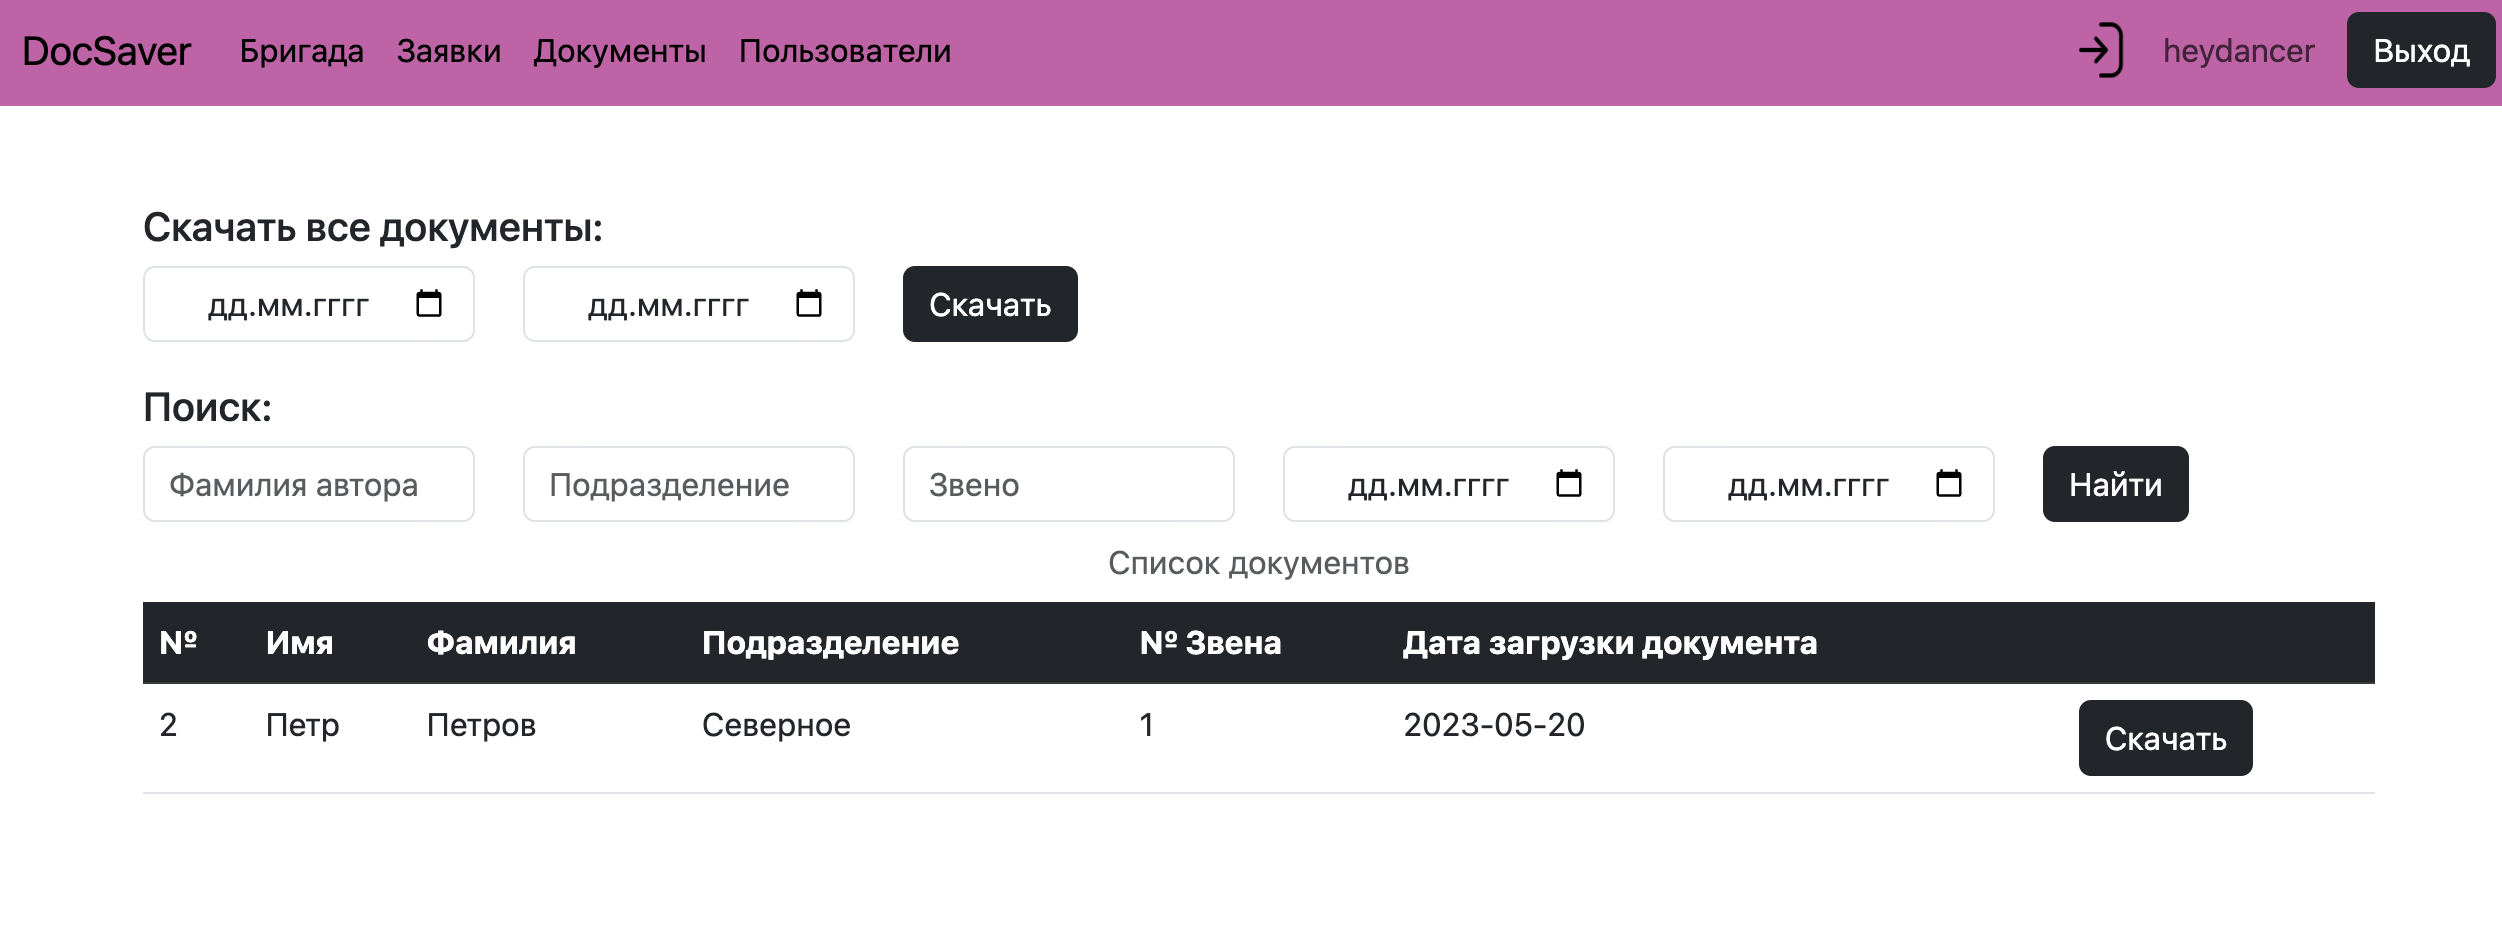 DocSaver Бригада Заявки Документы Пользователи heydancer Выход
Скачать все документы:
дд.мм.гггг дд.мм.гггг Скачать
Поиск:
Фамилия автора Подразделение Звено дд.мм.гггг дд.мм.гггг Найти
Список документов
№ Имя Фамилия Подразделение № Звена Дата загрузки документа
2 Петр Петров Северное 1 2023-05-20 Скачать